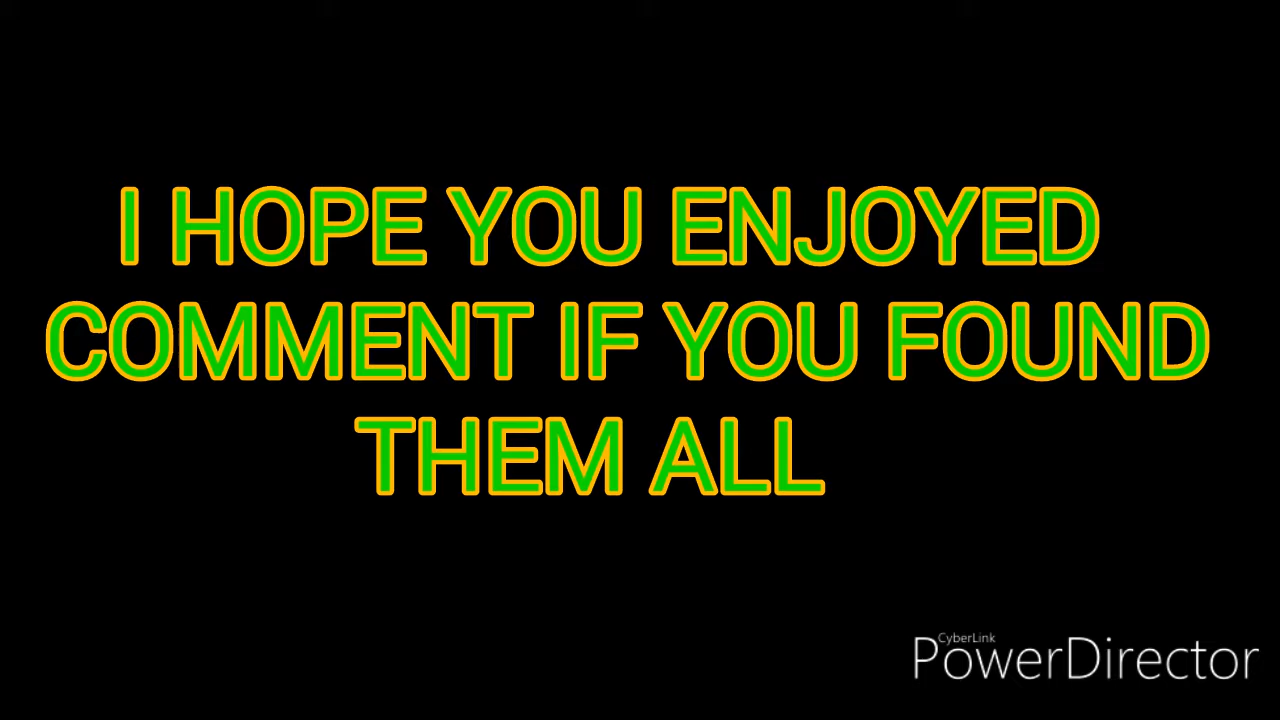 I HOPE YOU ENJOYED
COMMENT IF YOU FOUND
THEM ALL
CyberLink
PowerDirector